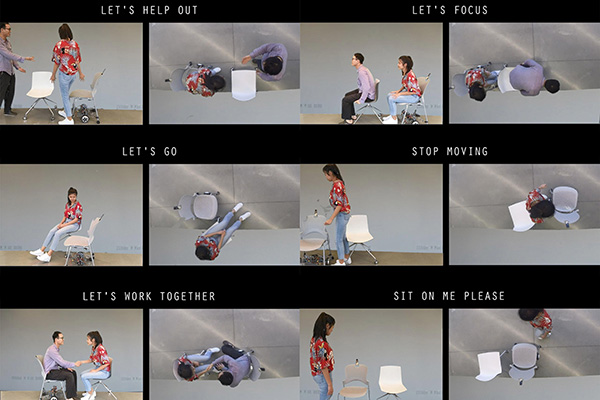 LET'S HELP OUT
LET'S FOCUS
LET'S GO
STOP MOVING
LET'S WORK TOGETHER
SIT ON ME PLEASE